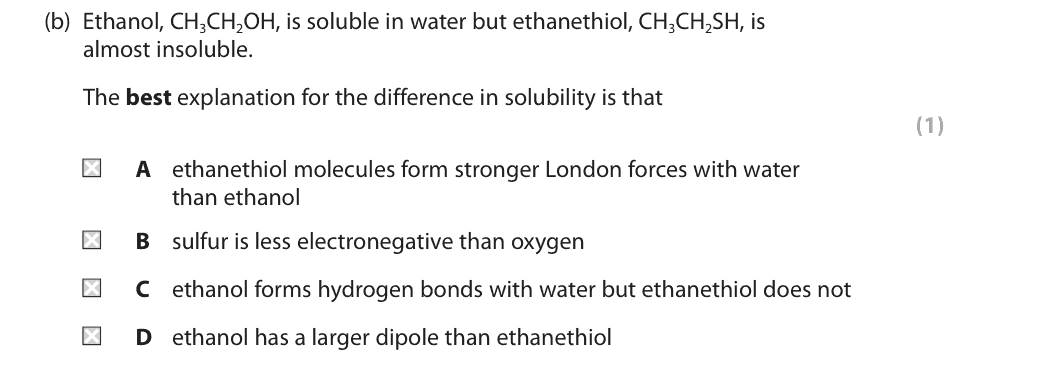 (b) Ethanol, CH₃CH₂OH, is soluble in water but ethanethiol, CH₃CH₂SH, is
almost insoluble.
The best explanation for the difference in solubility is that
(1)
A ethanethiol molecules form stronger London forces with water
than ethanol
B sulfur is less electronegative than oxygen
C ethanol forms hydrogen bonds with water but ethanethiol does not
D ethanol has a larger dipole than ethanethiol